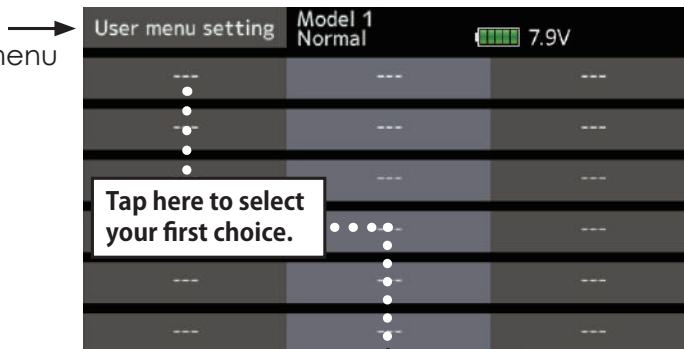 User menu setting
Model 1
Normal
7.9V
enu
--- --- ---
--- --- ---
--- ---
Tap here to select
your first choice.
--- ---
--- --- ---
--- --- ---